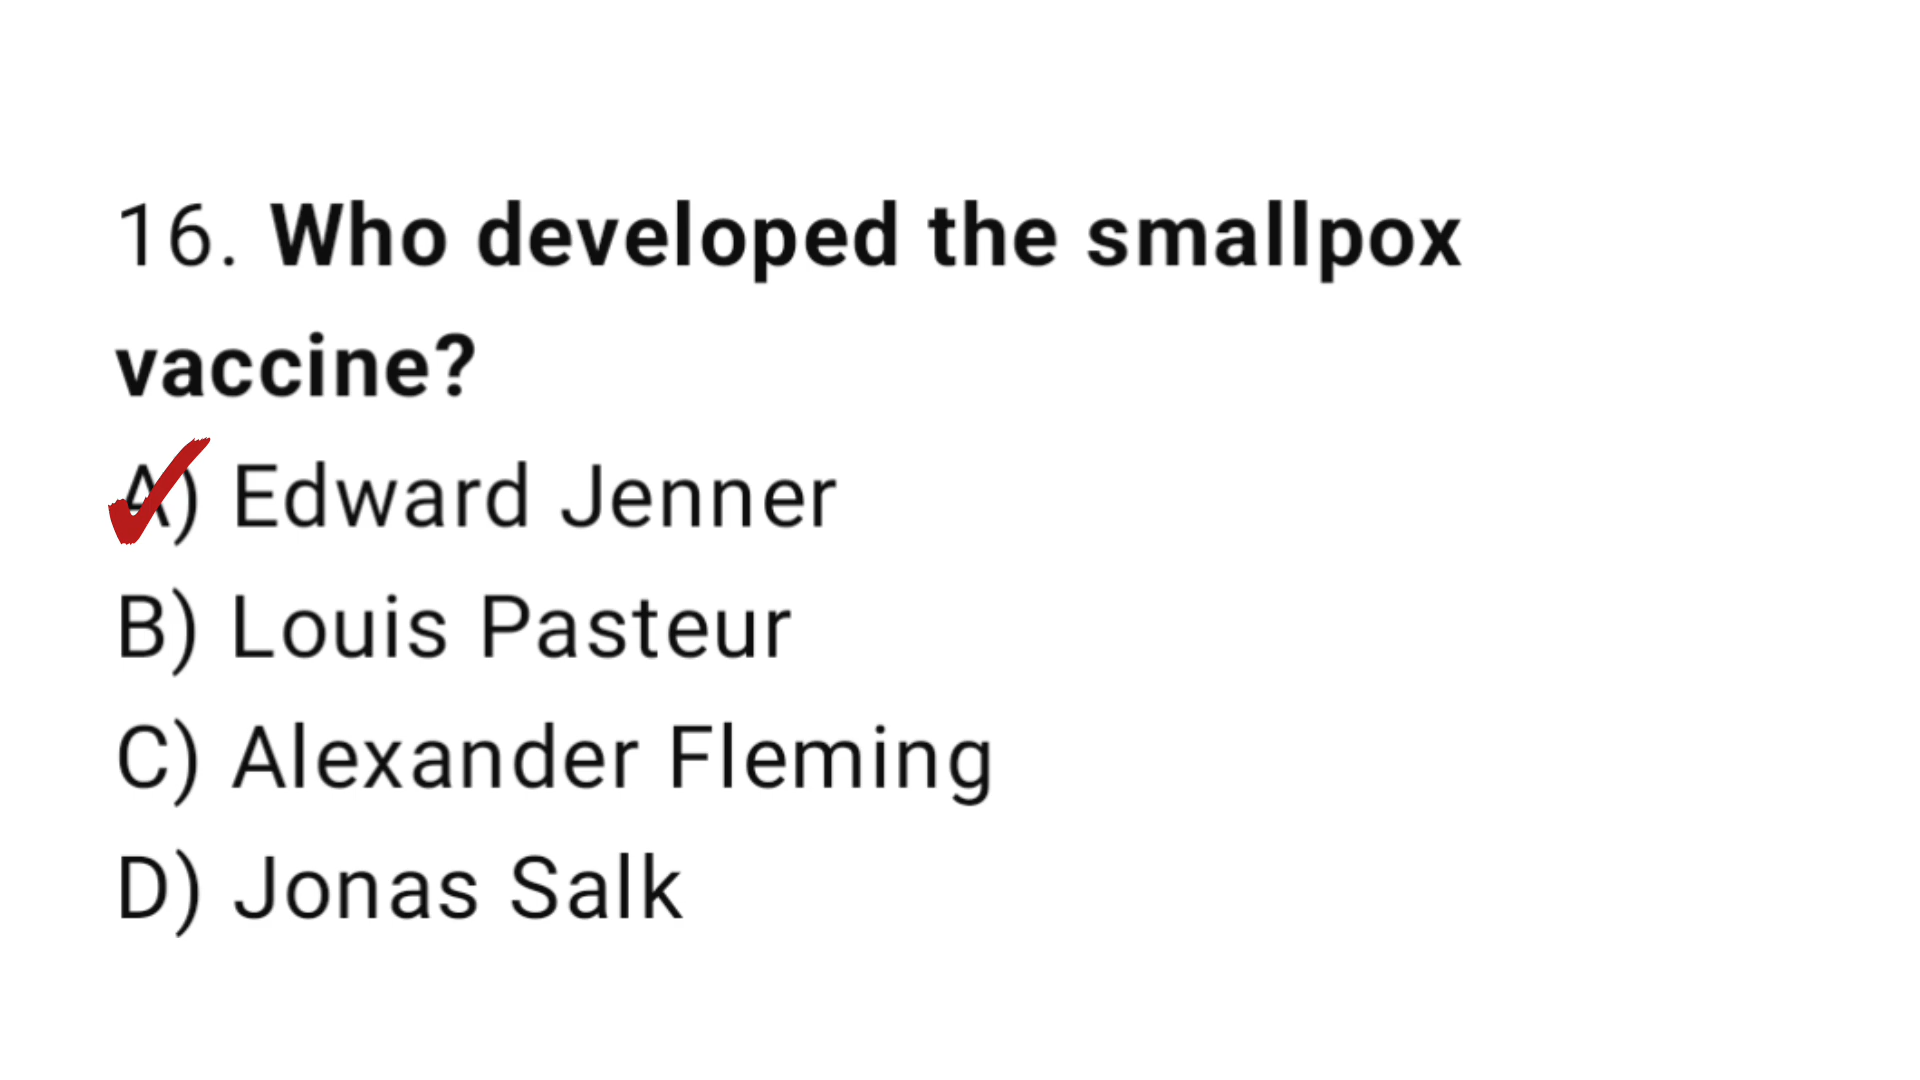 16. Who developed the smallpox
vaccine?
A) Edward Jenner
B) Louis Pasteur
C) Alexander Fleming
D) Jonas Salk